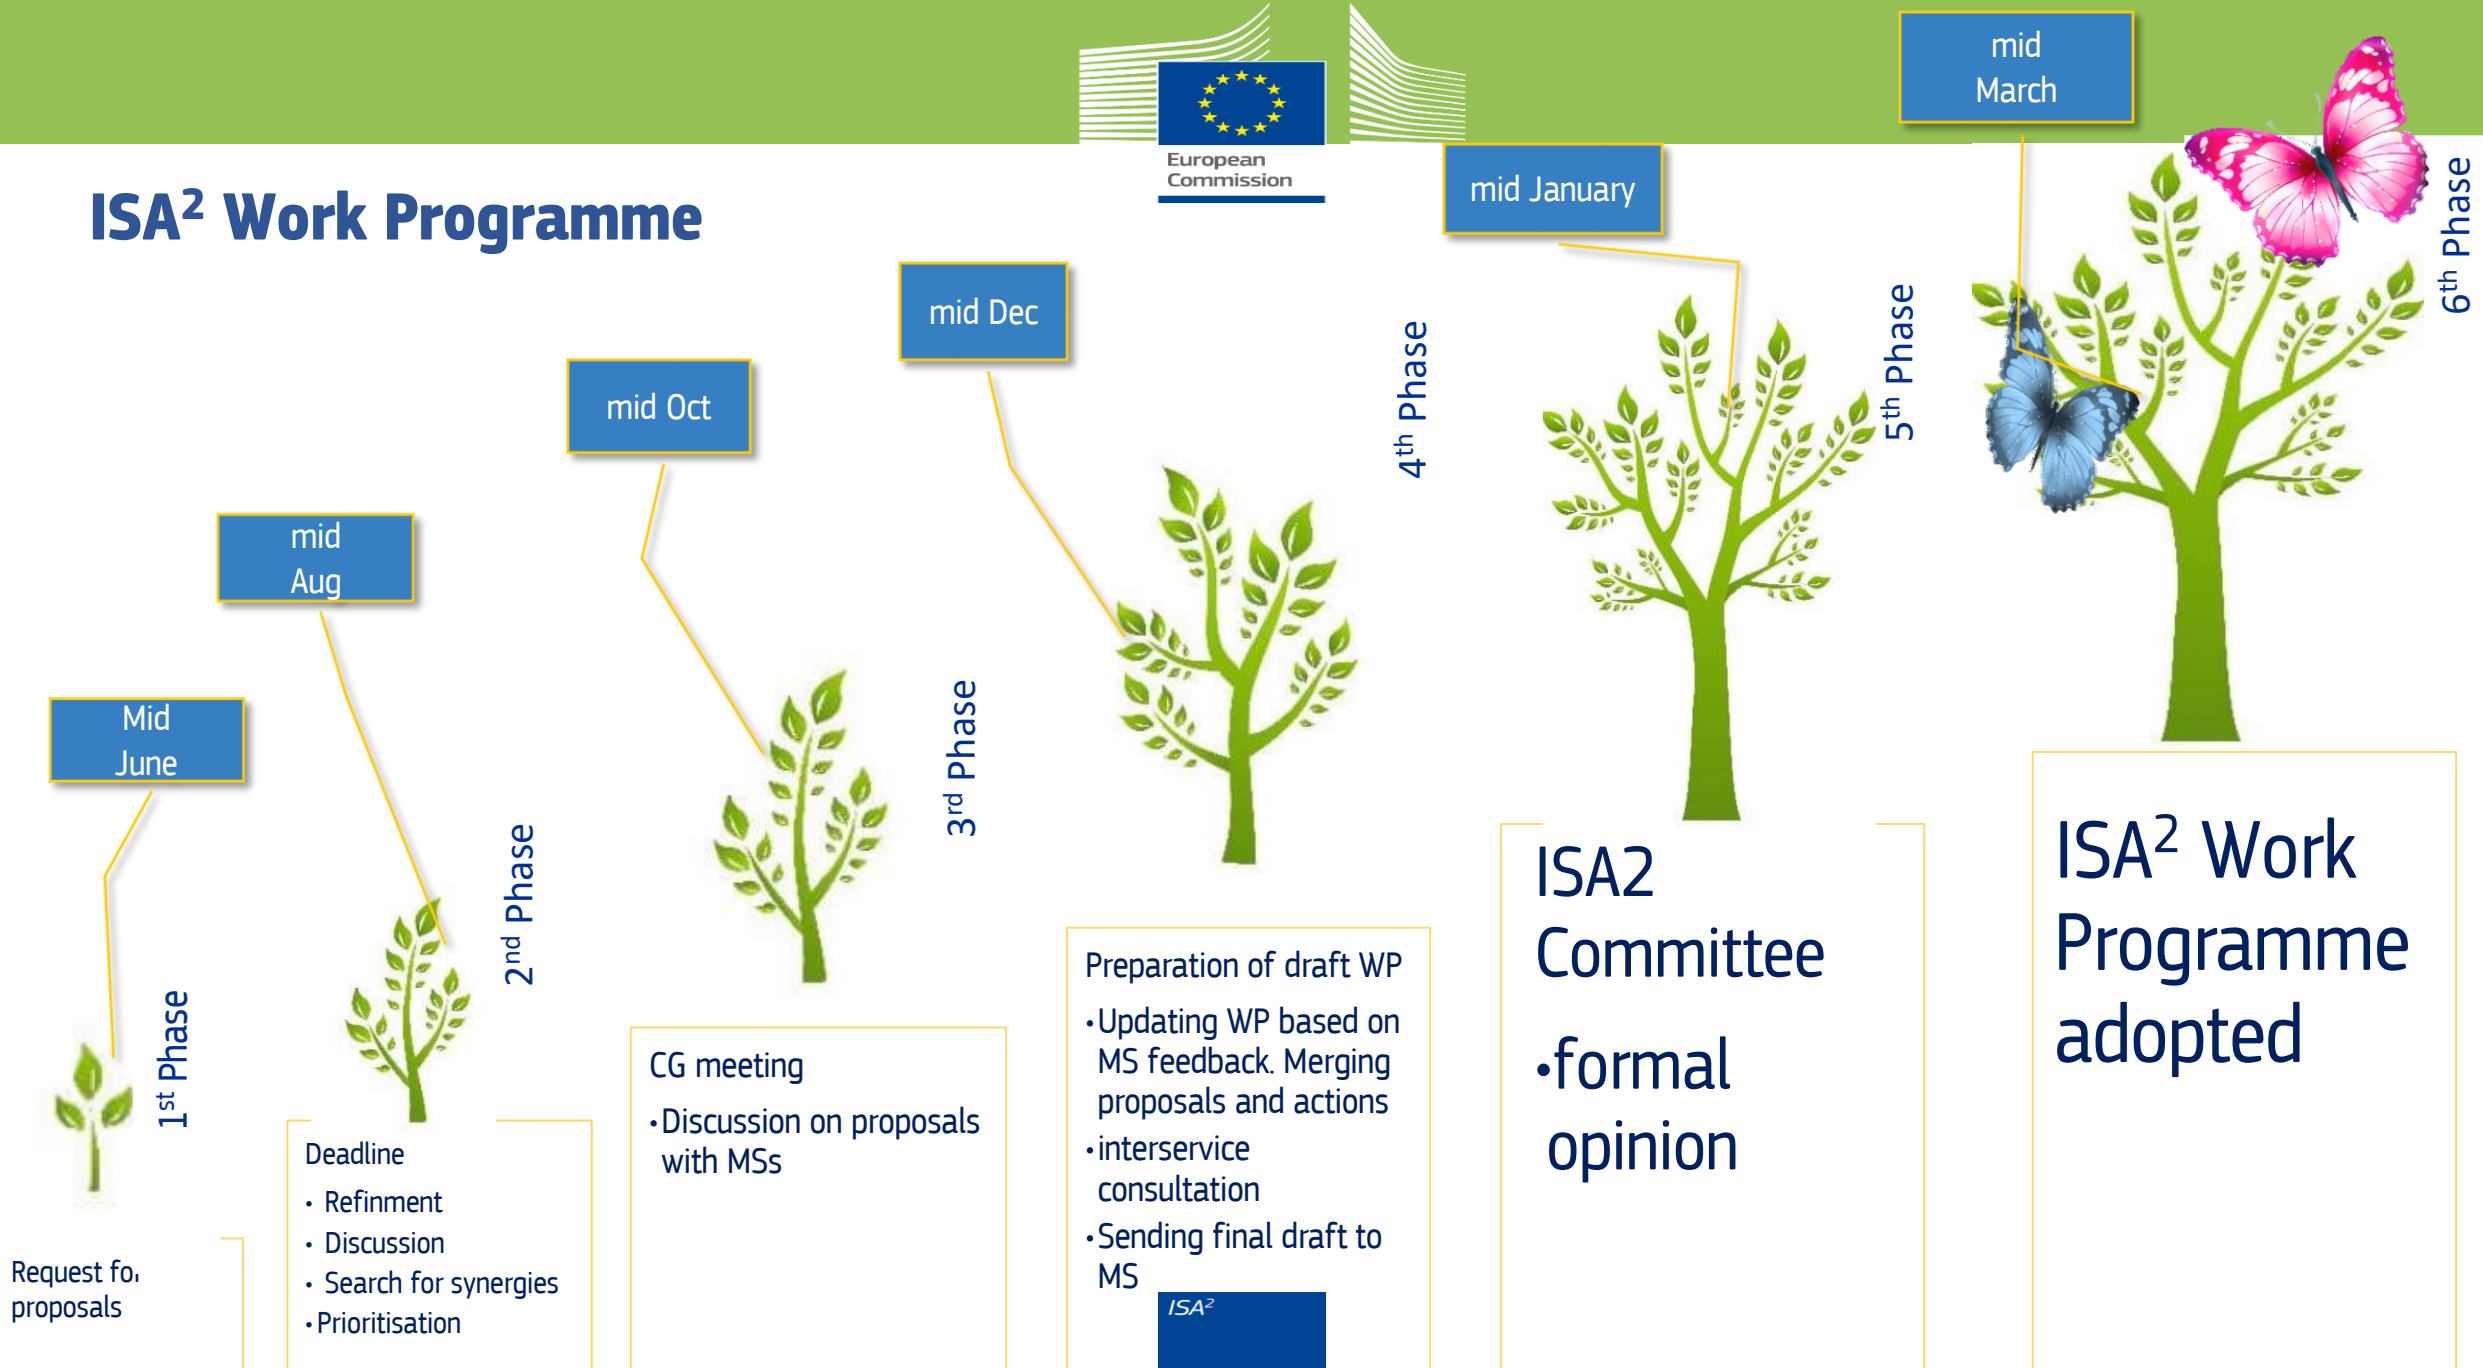 European
Commission
ISA² Work Programme
Mid
June
1st Phase
Request for
proposals
mid
Aug
2nd Phase
Deadline
• Refinment
• Discussion
• Search for synergies
• Prioritisation
mid Oct
3rd Phase
CG meeting
• Discussion on proposals
with MSs
mid Dec
4th Phase
Preparation of draft WP
• Updating WP based on
MS feedback. Merging
proposals and actions
• interservice
consultation
• Sending final draft to
MS
mid January
5th Phase
ISA2
Committee
• formal
opinion
mid
March
6th Phase
ISA² Work
Programme
adopted
ISA²